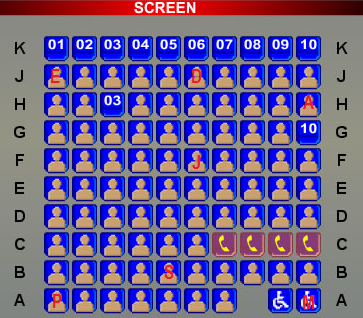 SCREEN
K 01 02 03 04 05 06 07 08 09 10 K
J E D J
H 03 A H
G 10 G
F J F
E E
D D
C C
B S B
A P M A